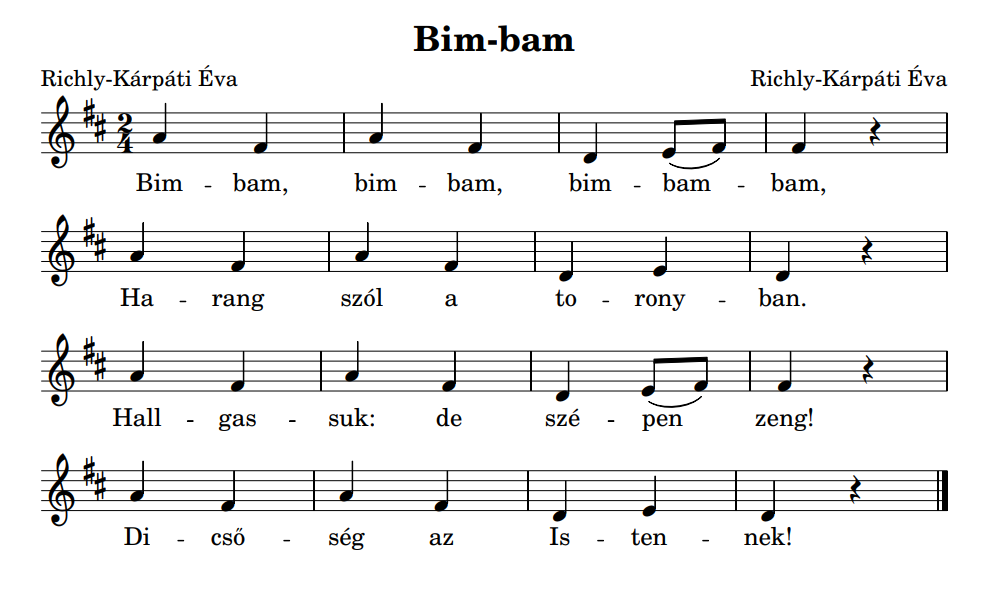 Bim-bam
Richly-Kárpáti Éva Richly-Kárpáti Éva
2
4
Bim - bam, bim - bam, bim - bam - bam,
Ha - rang szól a to - rony - ban.
Hall - gas - suk: de szé - pen zeng!
Di - cső - ség az Is - ten - nek!